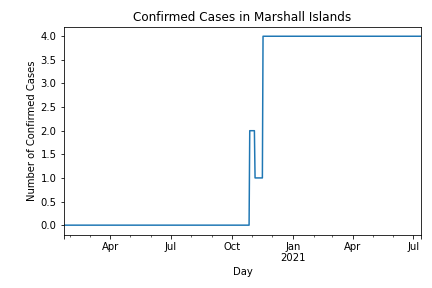 Confirmed Cases in Marshall Islands
Number of Confirmed Cases
4.0
3.5
3.0
2.5
2.0
1.5
1.0
0.5
0.0
Apr Jul Oct Jan Apr Jul
2021
Day